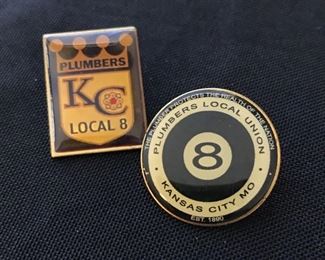 PLUMBERS
KC
LOCAL 8
THE PLUMBER PROTECTS THE HEALTH OF THE NATION
PLUMBERS LOCAL UNION
8
• KANSAS CITY MO •
EST. 1890